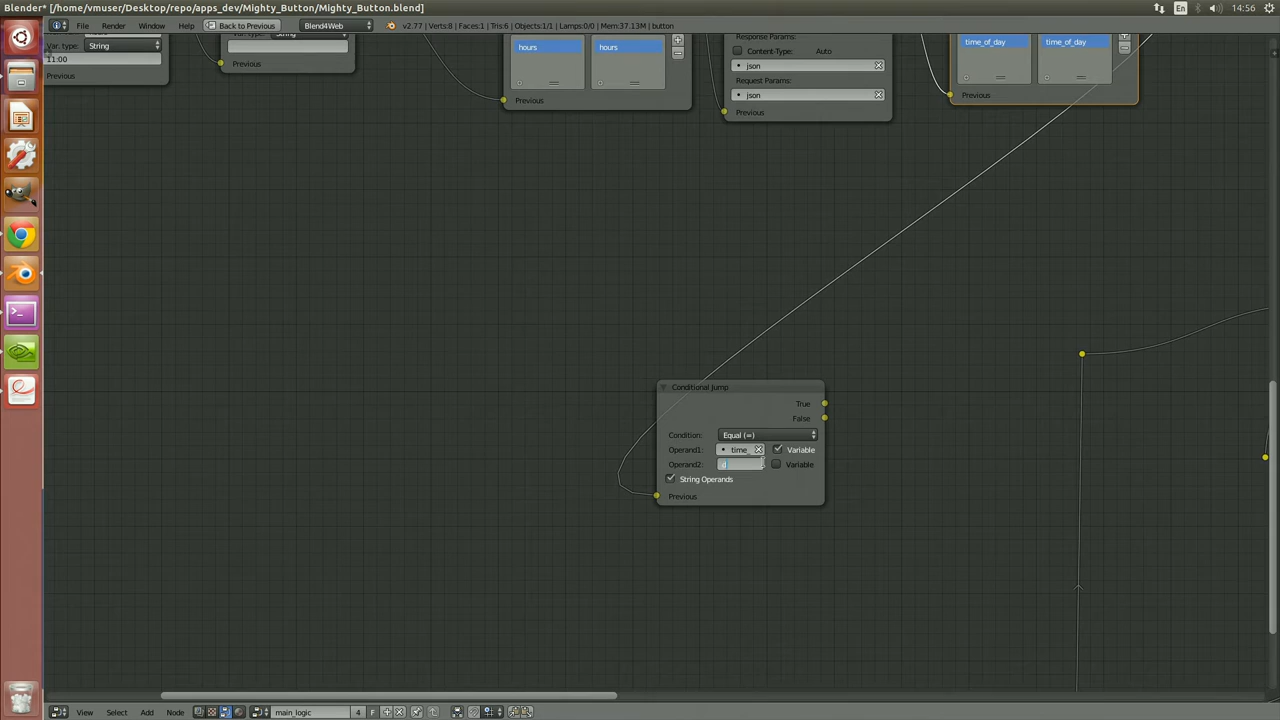 Blender* [/home/vmuser/Desktop/repo/apps_dev/Mighty_Button/Mighty_Button.blend]
En
14:56
File Render Window Help
Back to Previous
Blend4Web
v2.77 | Verts:8 | Faces:1 | Tris:6 | Objects:1/1 | Lamps:0/0 | Mem:37.13M | button
Var. type: String
11:00
Previous
Previous
hours
hours
Previous
Response Params:
Content-Type: Auto
json
Request Params:
json
Previous
time_of_day
time_of_day
Previous
Conditional Jump
True
False
Condition: Equal (=)
Operand1: time_ Variable
Operand2: d Variable
String Operands
Previous
View Select Add Node
main_logic
4
F